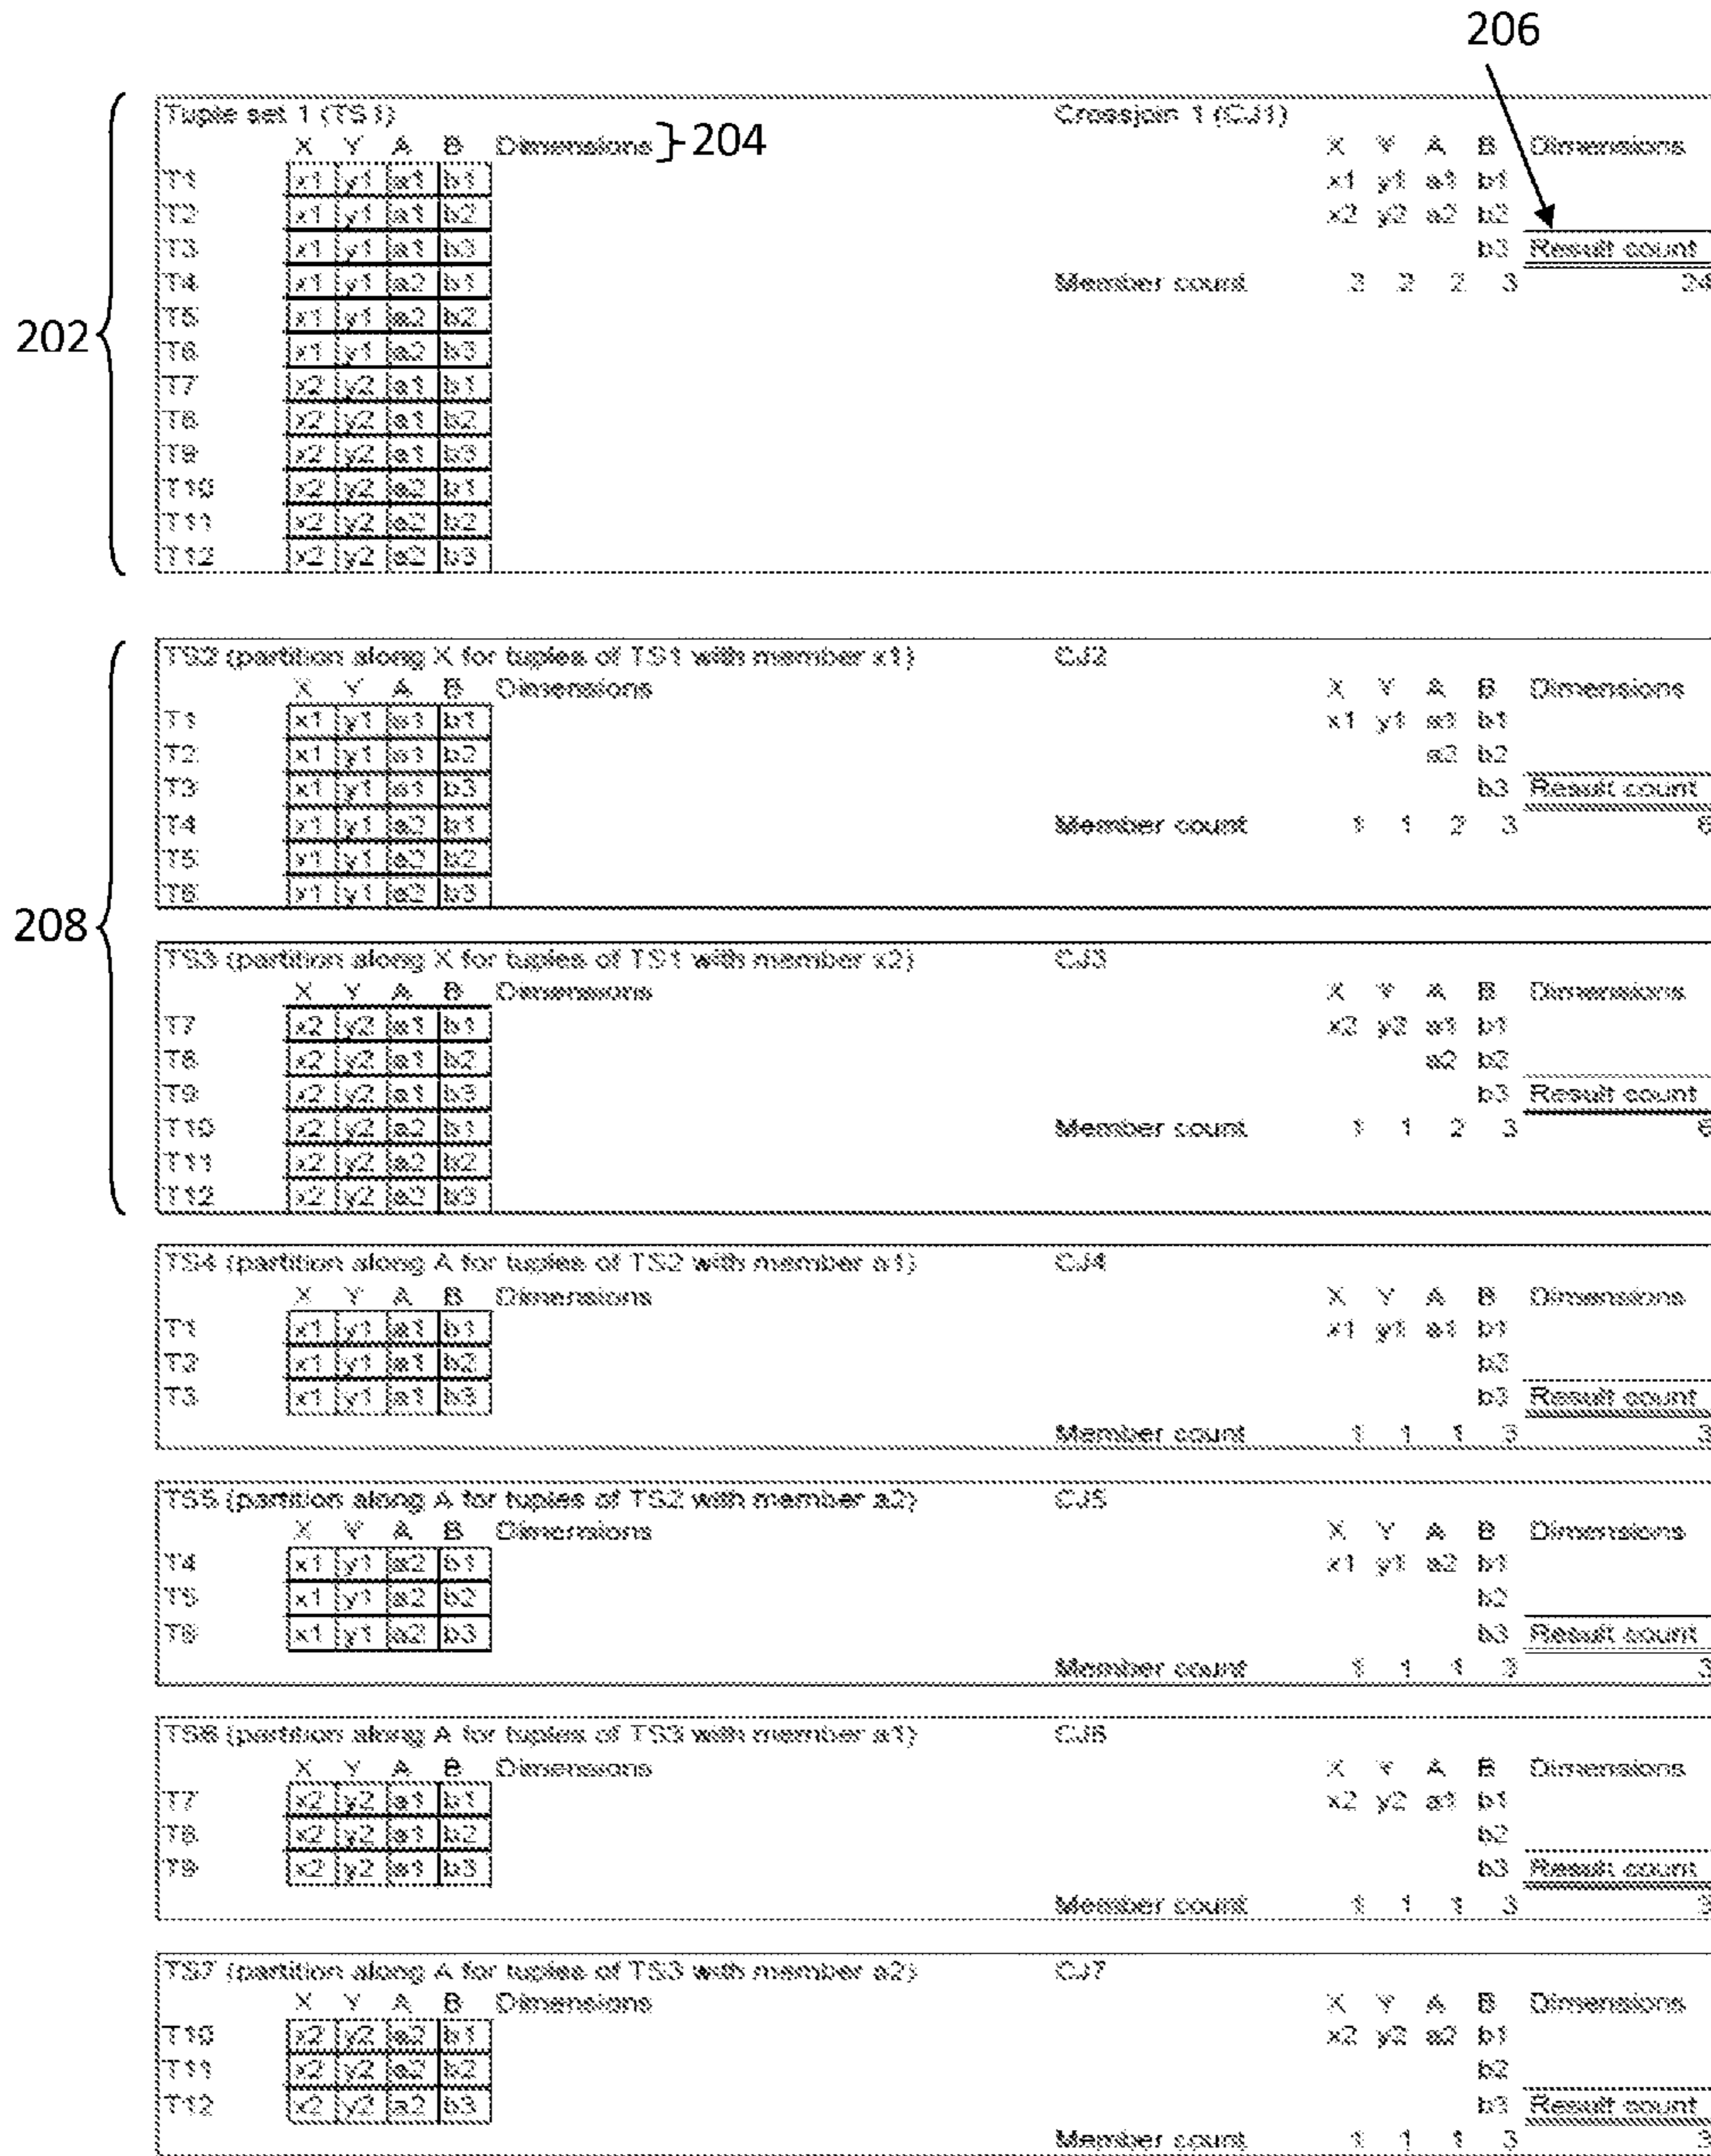 206
Tuple set 1 (TS1) Crossjoin 1 (CJ1)
X Y A B Dimensions 204 X Y A B Dimensions
T1 x1 y1 a1 b1 x1 y1 a1 b1
T2 x1 y1 a1 b2 x2 y2 a2 b2
T3 x1 y1 a1 b3 b3 Result count
T4 x1 y1 a2 b1 Member count 2 2 2 3 24
T5 x1 y1 a2 b2
202
T6 x1 y1 a2 b3
T7 x2 y2 a1 b1
T8 x2 y2 a1 b2
T9 x2 y2 a1 b3
T10 x2 y2 a2 b1
T11 x2 y2 a2 b2
T12 x2 y2 a2 b3
TS2 (partition along X for tuples of TS1 with member x1) CJ2
X Y A B Dimensions X Y A B Dimensions
T1 x1 y1 a1 b1 x1 y1 a1 b1
T2 x1 y1 a1 b2 a2 b2
T3 x1 y1 a1 b3 b3 Result count
T4 x1 y1 a2 b1 Member count 1 1 2 3 6
T5 x1 y1 a2 b2
T6 x1 y1 a2 b3
208
TS3 (partition along X for tuples of TS1 with member x2) CJ3
X Y A B Dimensions X Y A B Dimensions
T7 x2 y2 a1 b1 x2 y2 a1 b1
T8 x2 y2 a1 b2 a2 b2
T9 x2 y2 a1 b3 b3 Result count
T10 x2 y2 a2 b1 Member count 1 1 2 3 6
T11 x2 y2 a2 b2
T12 x2 y2 a2 b3
TS4 (partition along A for tuples of TS2 with member a1) CJ4
X Y A B Dimensions X Y A B Dimensions
T1 x1 y1 a1 b1 x1 y1 a1 b1
T2 x1 y1 a1 b2 b2
T3 x1 y1 a1 b3 b3 Result count
Member count 1 1 1 3 3
TS5 (partition along A for tuples of TS2 with member a2) CJ5
X Y A B Dimensions X Y A B Dimensions
T4 x1 y1 a2 b1 x1 y1 a2 b1
T5 x1 y1 a2 b2 b2
T6 x1 y1 a2 b3 b3 Result count
Member count 1 1 1 3 3
TS6 (partition along A for tuples of TS3 with member a1) CJ6
X Y A B Dimensions X Y A B Dimensions
T7 x2 y2 a1 b1 x2 y2 a1 b1
T8 x2 y2 a1 b2 b2
T9 x2 y2 a1 b3 b3 Result count
Member count 1 1 1 3 3
TS7 (partition along A for tuples of TS3 with member a2) CJ7
X Y A B Dimensions X Y A B Dimensions
T10 x2 y2 a2 b1 x2 y2 a2 b1
T11 x2 y2 a2 b2 b2
T12 x2 y2 a2 b3 b3 Result count
Member count 1 1 1 3 3